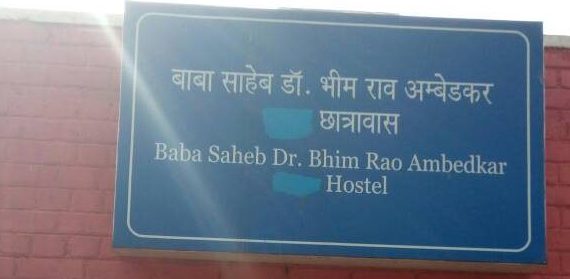 बाबा साहेब डॉ. भीम राव अम्बेडकर
छात्रावास
Baba Saheb Dr. Bhim Rao Ambedkar
Hostel